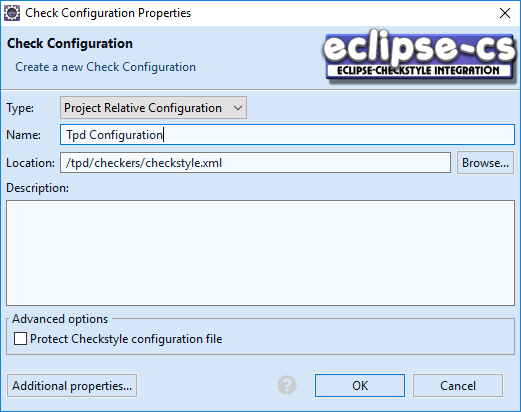 Check Configuration Properties
Check Configuration
Create a new Check Configuration
eclipse-cs
ECLIPSE-CHECKSTYLE INTEGRATION
Type: Project Relative Configuration
Name: Tpd Configuration
Location: /tpd/checkers/checkstyle.xml Browse...
Description:
Advanced options
Protect Checkstyle configuration file
Additional properties... ? OK Cancel